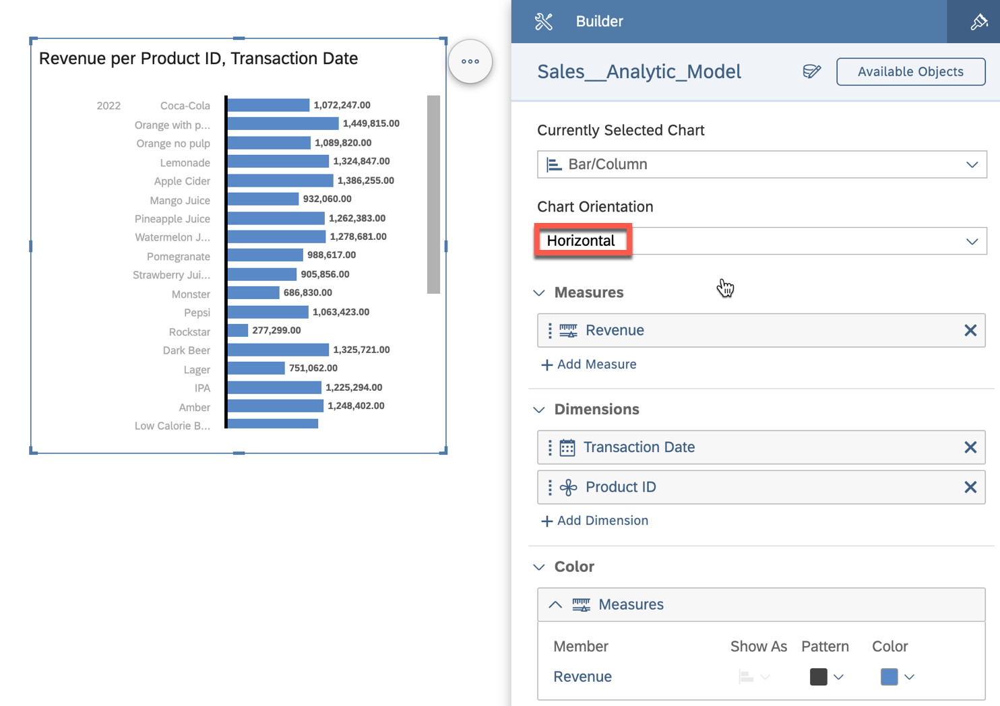 Builder
Revenue per Product ID, Transaction Date
Sales__Analytic_Model
Available Objects
2022 Coca-Cola 1,072,247.00
Orange with p... 1,449,815.00
Orange no pulp 1,089,820.00
Lemonade 1,324,847.00
Apple Cider 1,386,255.00
Mango Juice 932,060.00
Pineapple Juice 1,262,383.00
Watermelon J... 1,278,681.00
Pomegranate 988,617.00
Strawberry Jui... 905,856.00
Monster 686,830.00
Pepsi 1,063,423.00
Rockstar 277,299.00
Dark Beer 1,325,721.00
Lager 751,062.00
IPA 1,225,294.00
Amber 1,248,402.00
Low Calorie B...
Currently Selected Chart
Bar/Column
Chart Orientation
Horizontal
Measures
Revenue
+ Add Measure
Dimensions
Transaction Date
Product ID
+ Add Dimension
Color
Measures
Member Show As Pattern Color
Revenue